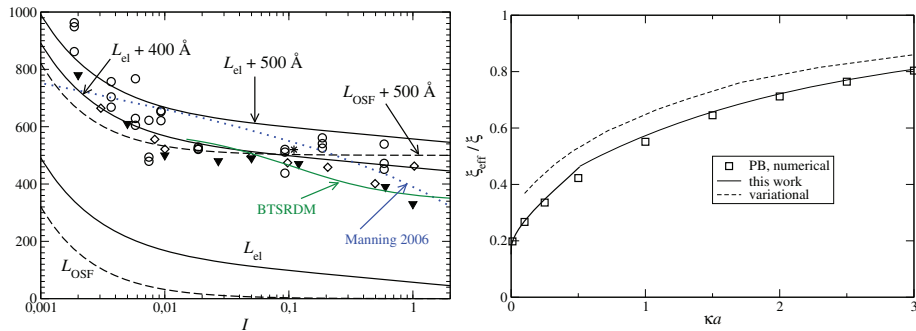 1000
800
600
400
200
0
L_el + 400 Å
L_el + 500 Å
L_OSF + 500 Å
BTSRDM
Manning 2006
L_el
L_OSF
0,001
0,01
0,1
1
I
1
0.8
0.6
0.4
0.2
0
ξ_eff / ξ
PB, numerical
this work
variational
0
1
2
3
κa